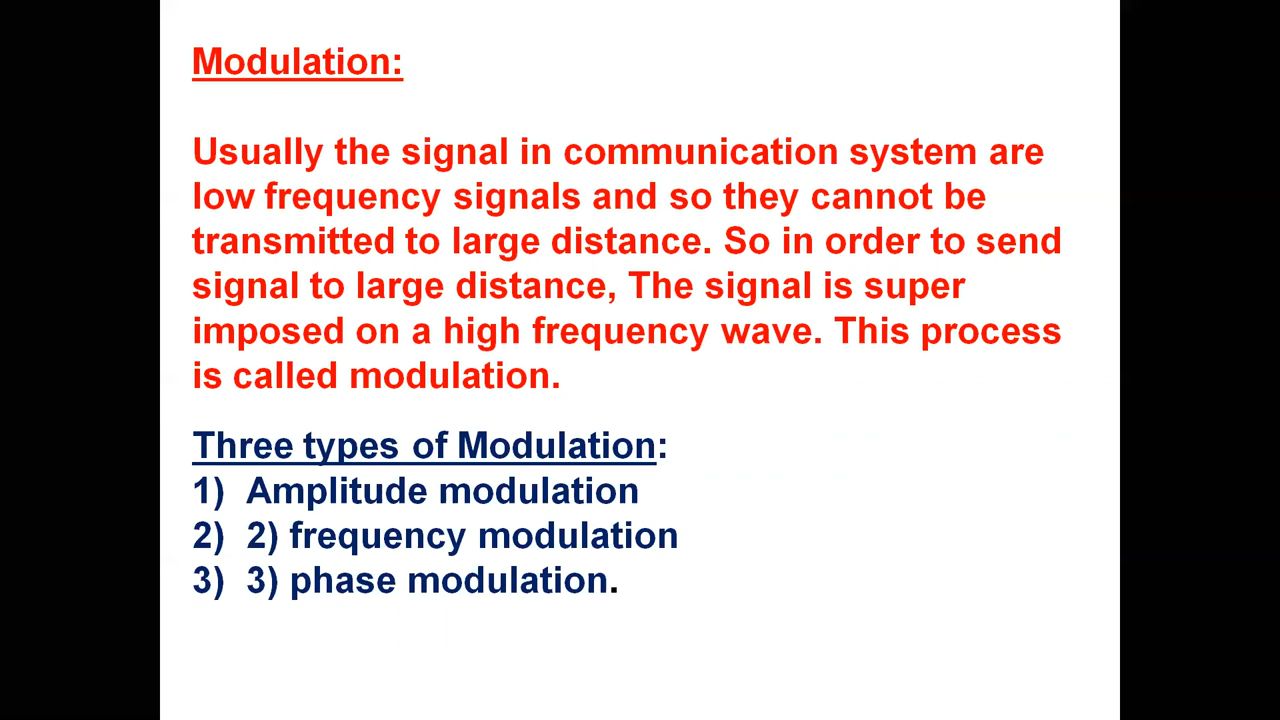 Modulation:
Usually the signal in communication system are
low frequency signals and so they cannot be
transmitted to large distance. So in order to send
signal to large distance, The signal is super
imposed on a high frequency wave. This process
is called modulation.
Three types of Modulation:
1) Amplitude modulation
2) 2) frequency modulation
3) 3) phase modulation.